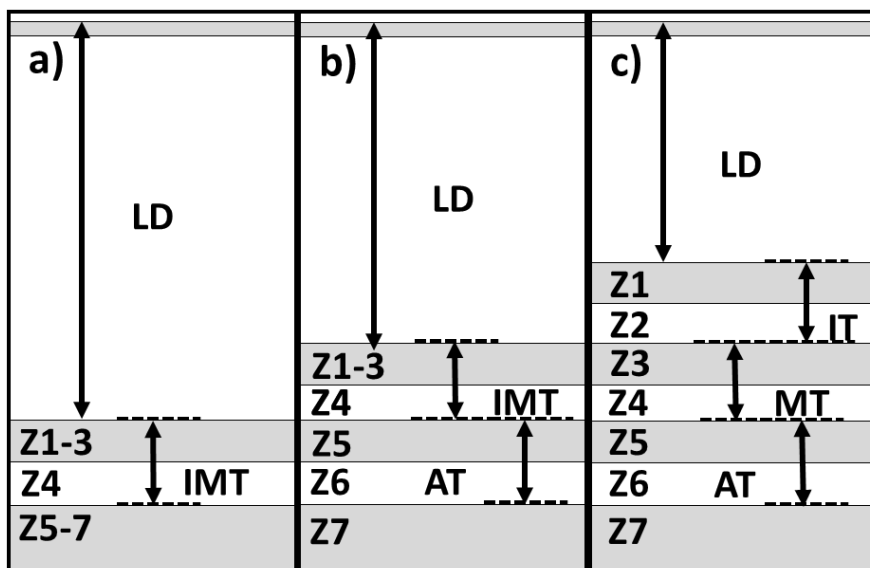 a)
LD
Z1-3
Z4 IMT
Z5-7
b)
LD
Z1-3
Z4 IMT
Z5
Z6 AT
Z7
c)
LD
Z1
Z2 IT
Z3
Z4 MT
Z5
Z6 AT
Z7